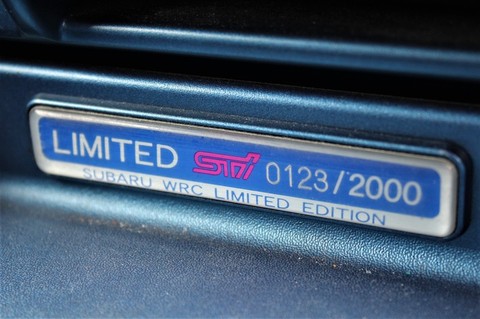 LIMITED STi 0123/2000
SUBARU WRC LIMITED EDITION